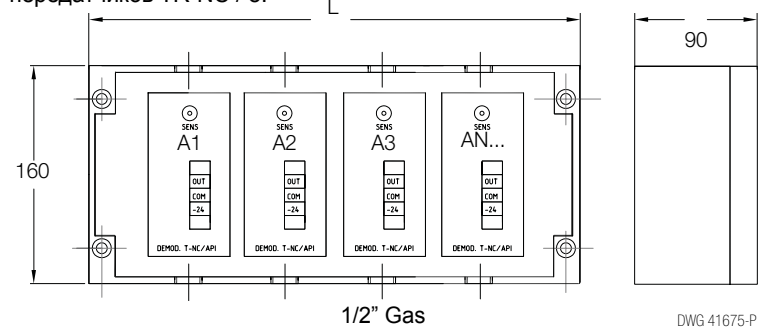 передатчиков TR-NC / 3.
L
90
160
SENS SENS SENS SENS
A1 A2 A3 AN...
OUT OUT OUT OUT
COM COM COM COM
-24 -24 -24 -24
DEMOD. T-NC/API DEMOD. T-NC/API DEMOD. T-NC/API DEMOD. T-NC/API
1/2” Gas
DWG 41675-P